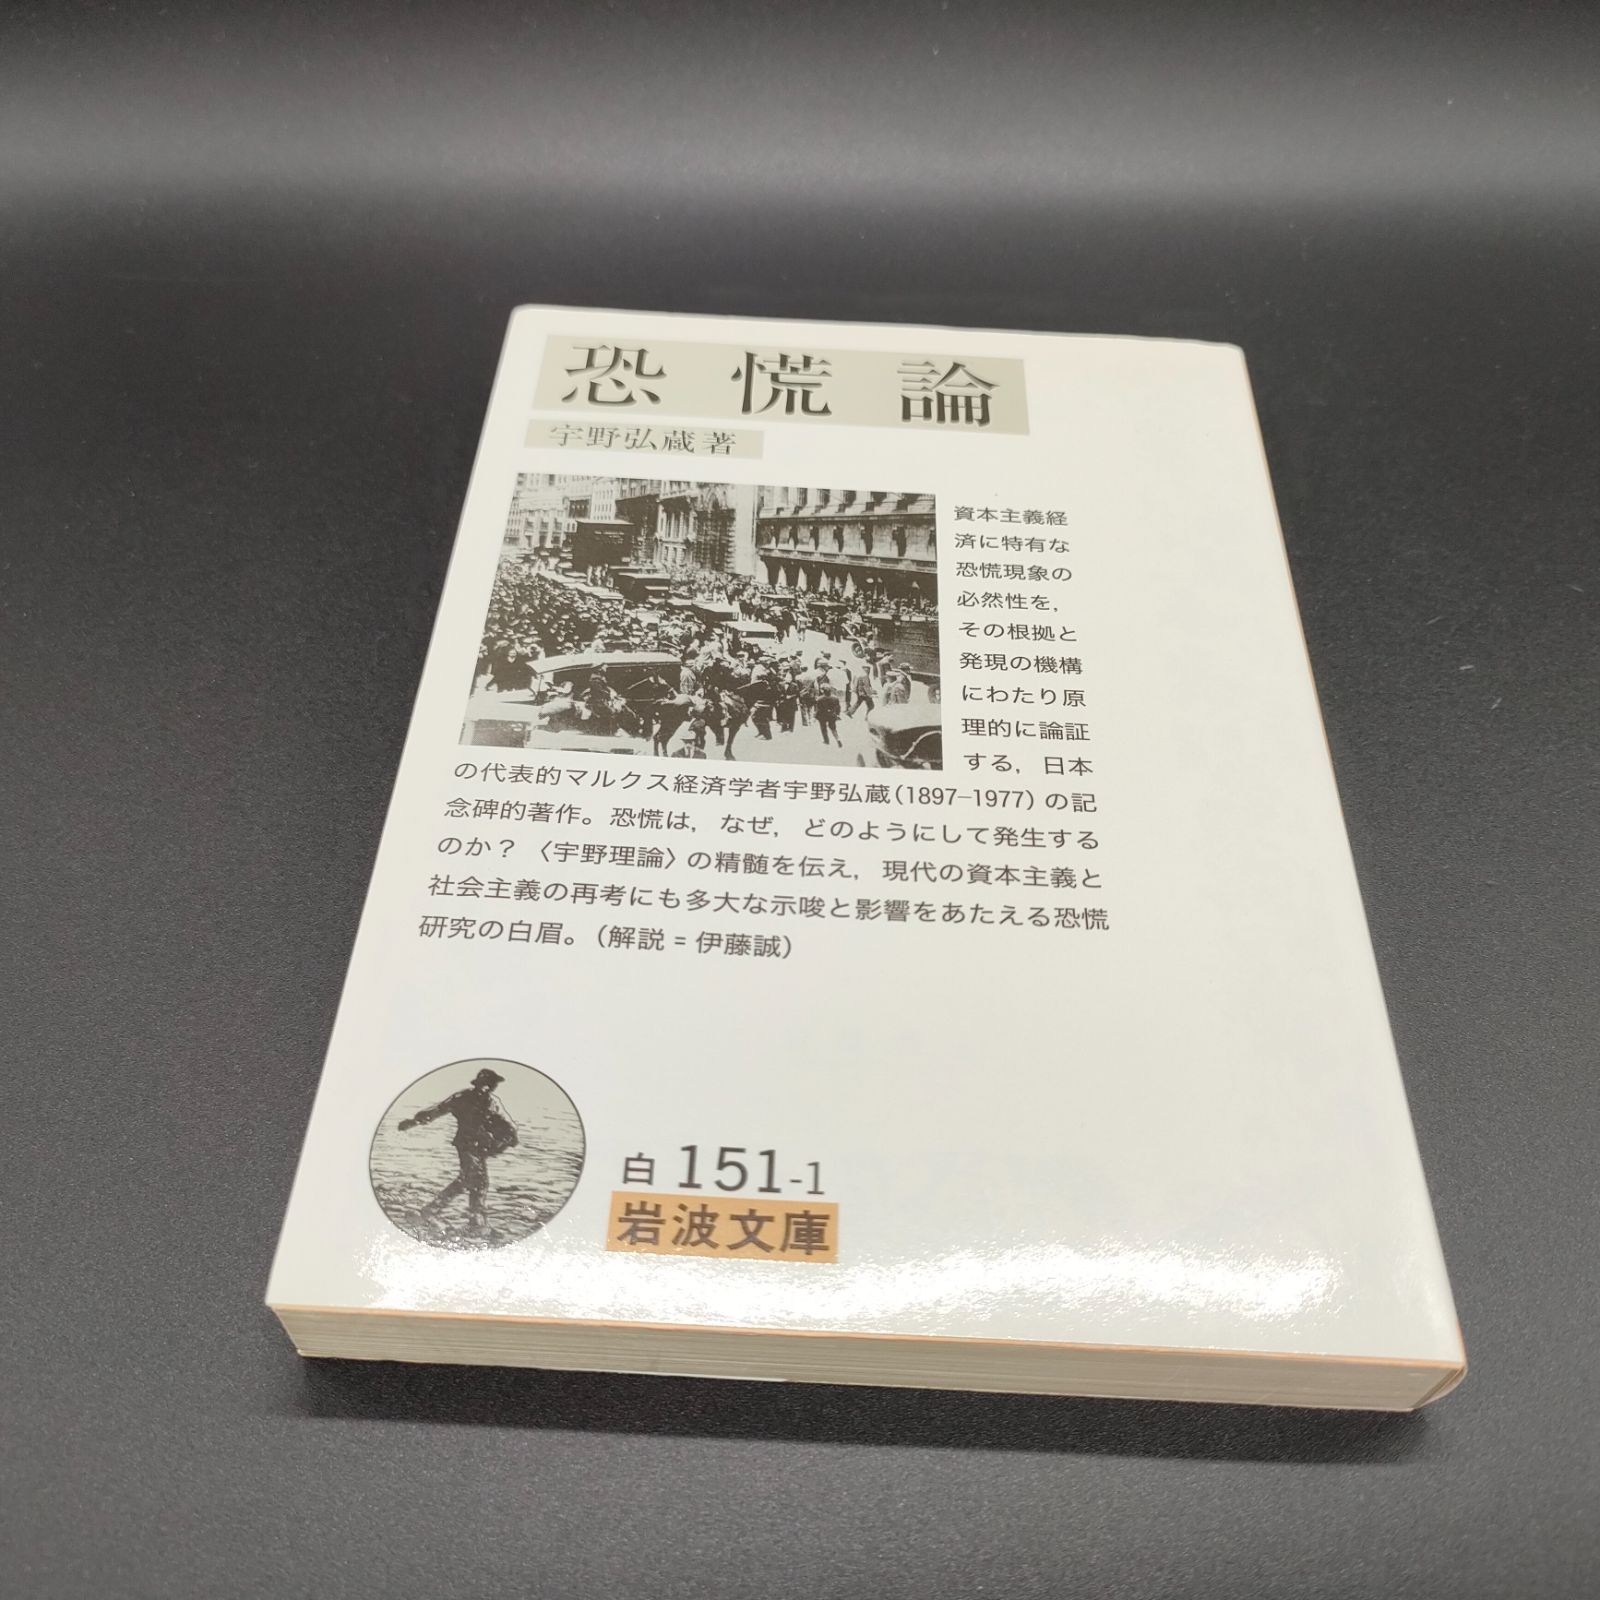 恐慌論
宇野弘蔵著
資本主義経
済に特有な
恐慌現象の
必然性を，
その根拠と
発現の機構
にわたり原
理的に論証
する，日本
の代表的マルクス経済学者宇野弘蔵（1897–1977）の記
念碑的著作。恐慌は，なぜ，どのようにして発生する
のか？〈宇野理論〉の精髄を伝え，現代の資本主義と
社会主義の再考にも多大な示唆と影響をあたえる恐慌
研究の白眉。（解説＝伊藤誠）
白151-1
岩波文庫